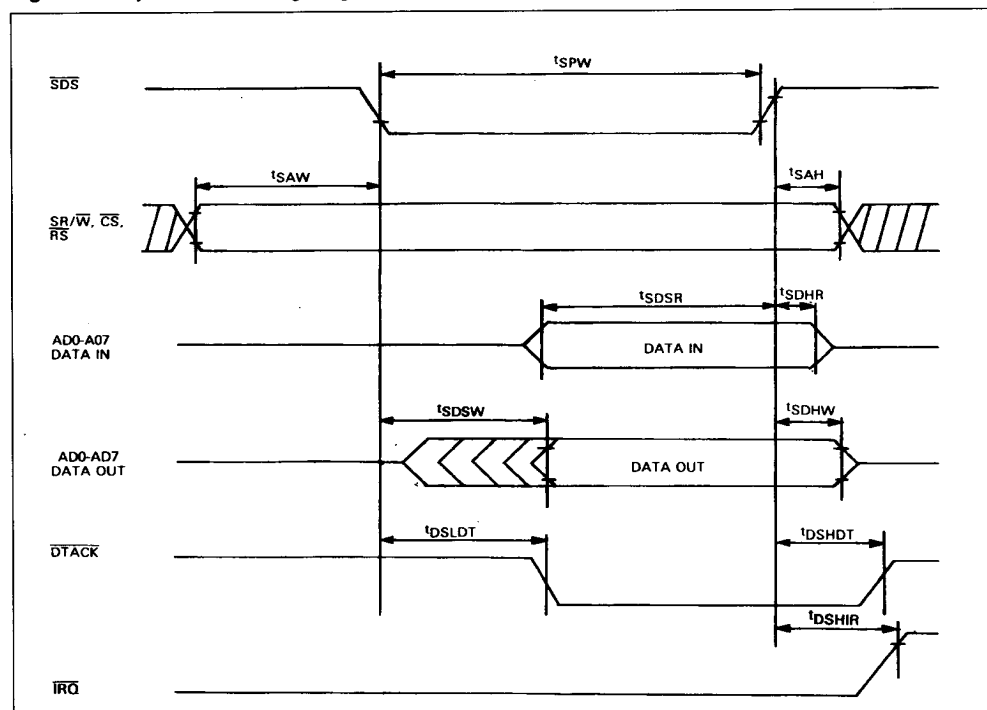 SDS
tSPW
tSAW
tSAH
SR/W, CS,
RS
tSDSR
tSDHR
AD0-A07
DATA IN
DATA IN
tSDSW
tSDHW
AD0-AD7
DATA OUT
DATA OUT
tDSLDT
tDSHDT
DTACK
tDSHIR
IRQ